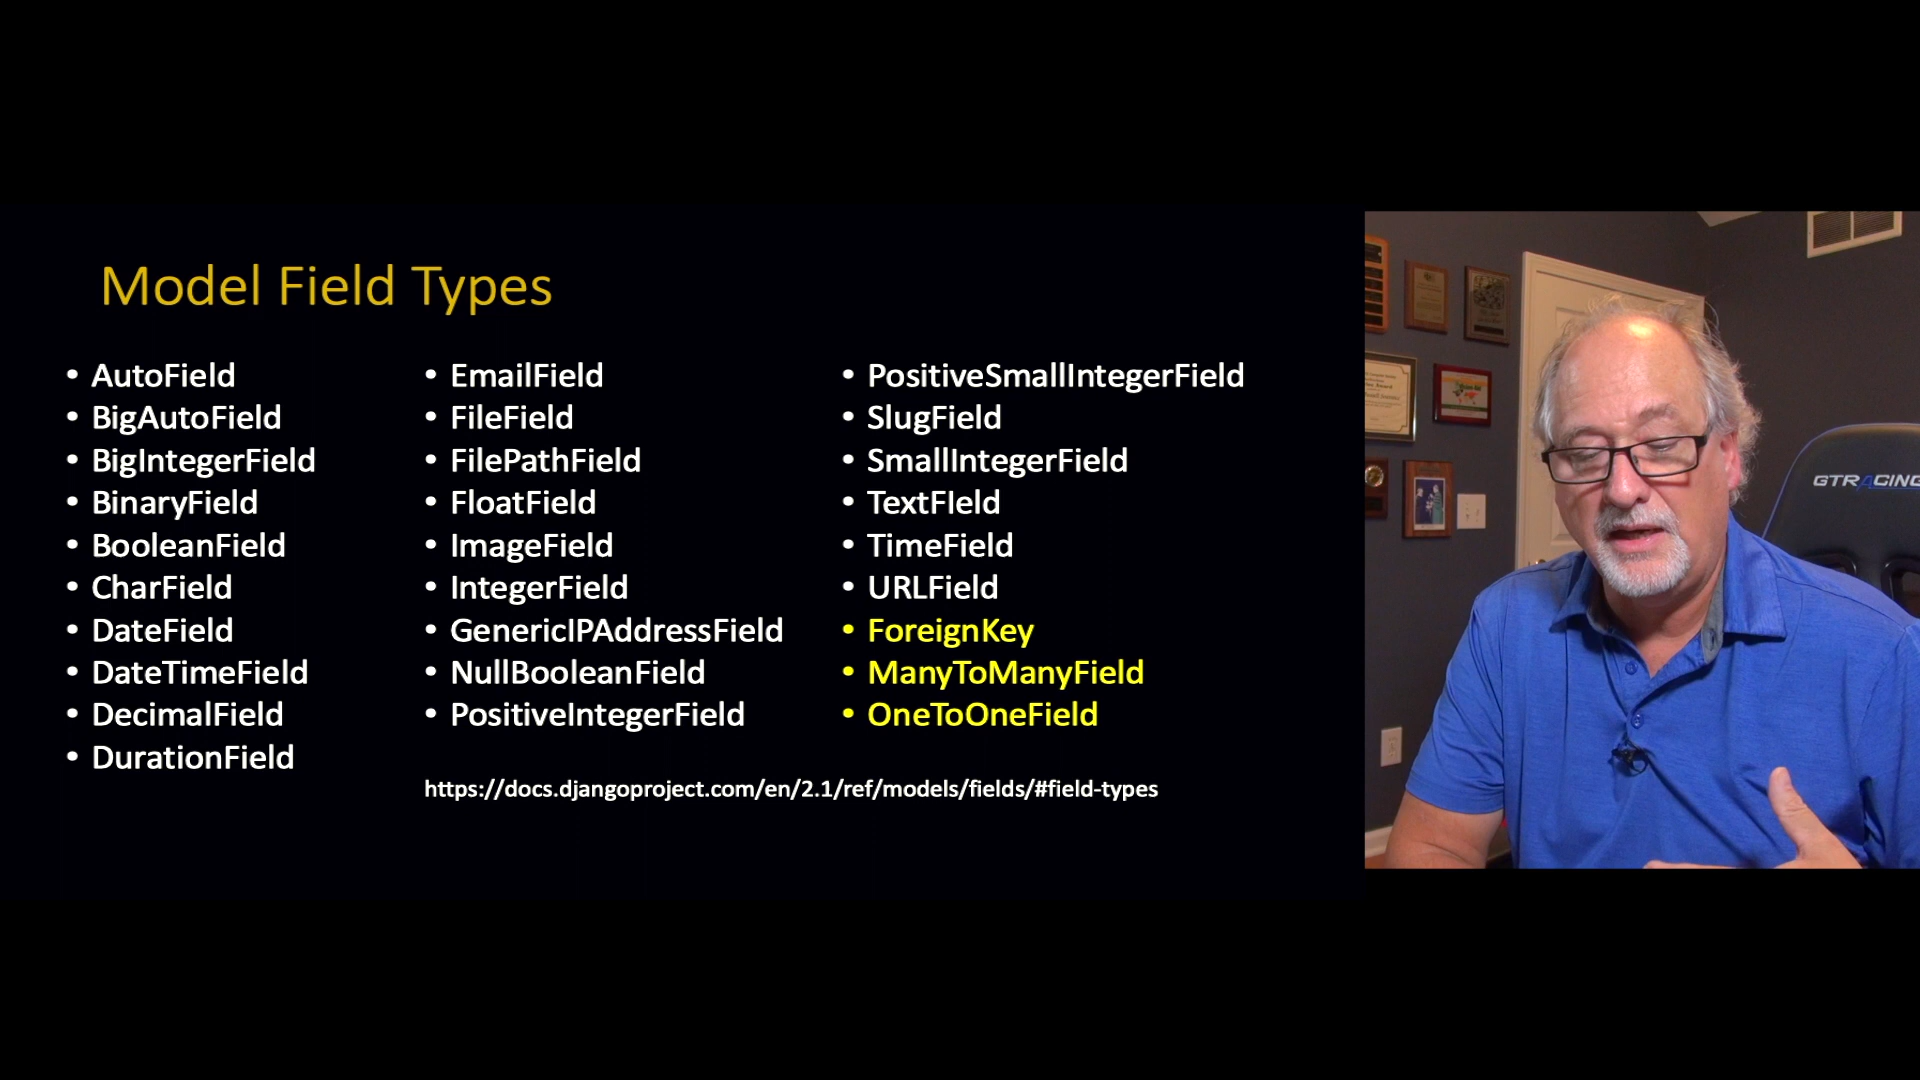 Model Field Types
• AutoField
• BigAutoField
• BigIntegerField
• BinaryField
• BooleanField
• CharField
• DateField
• DateTimeField
• DecimalField
• DurationField
• EmailField
• FileField
• FilePathField
• FloatField
• ImageField
• IntegerField
• GenericIPAddressField
• NullBooleanField
• PositiveIntegerField
• PositiveSmallIntegerField
• SlugField
• SmallIntegerField
• TextFIeld
• TimeField
• URLField
• ForeignKey
• ManyToManyField
• OneToOneField
https://docs.djangoproject.com/en/2.1/ref/models/fields/#field-types
GTRACING